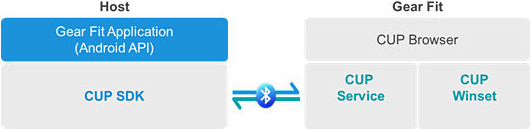 Host
Gear Fit
Gear Fit Application
(Android API)
CUP Browser
CUP SDK
CUP
Service
CUP
Winset